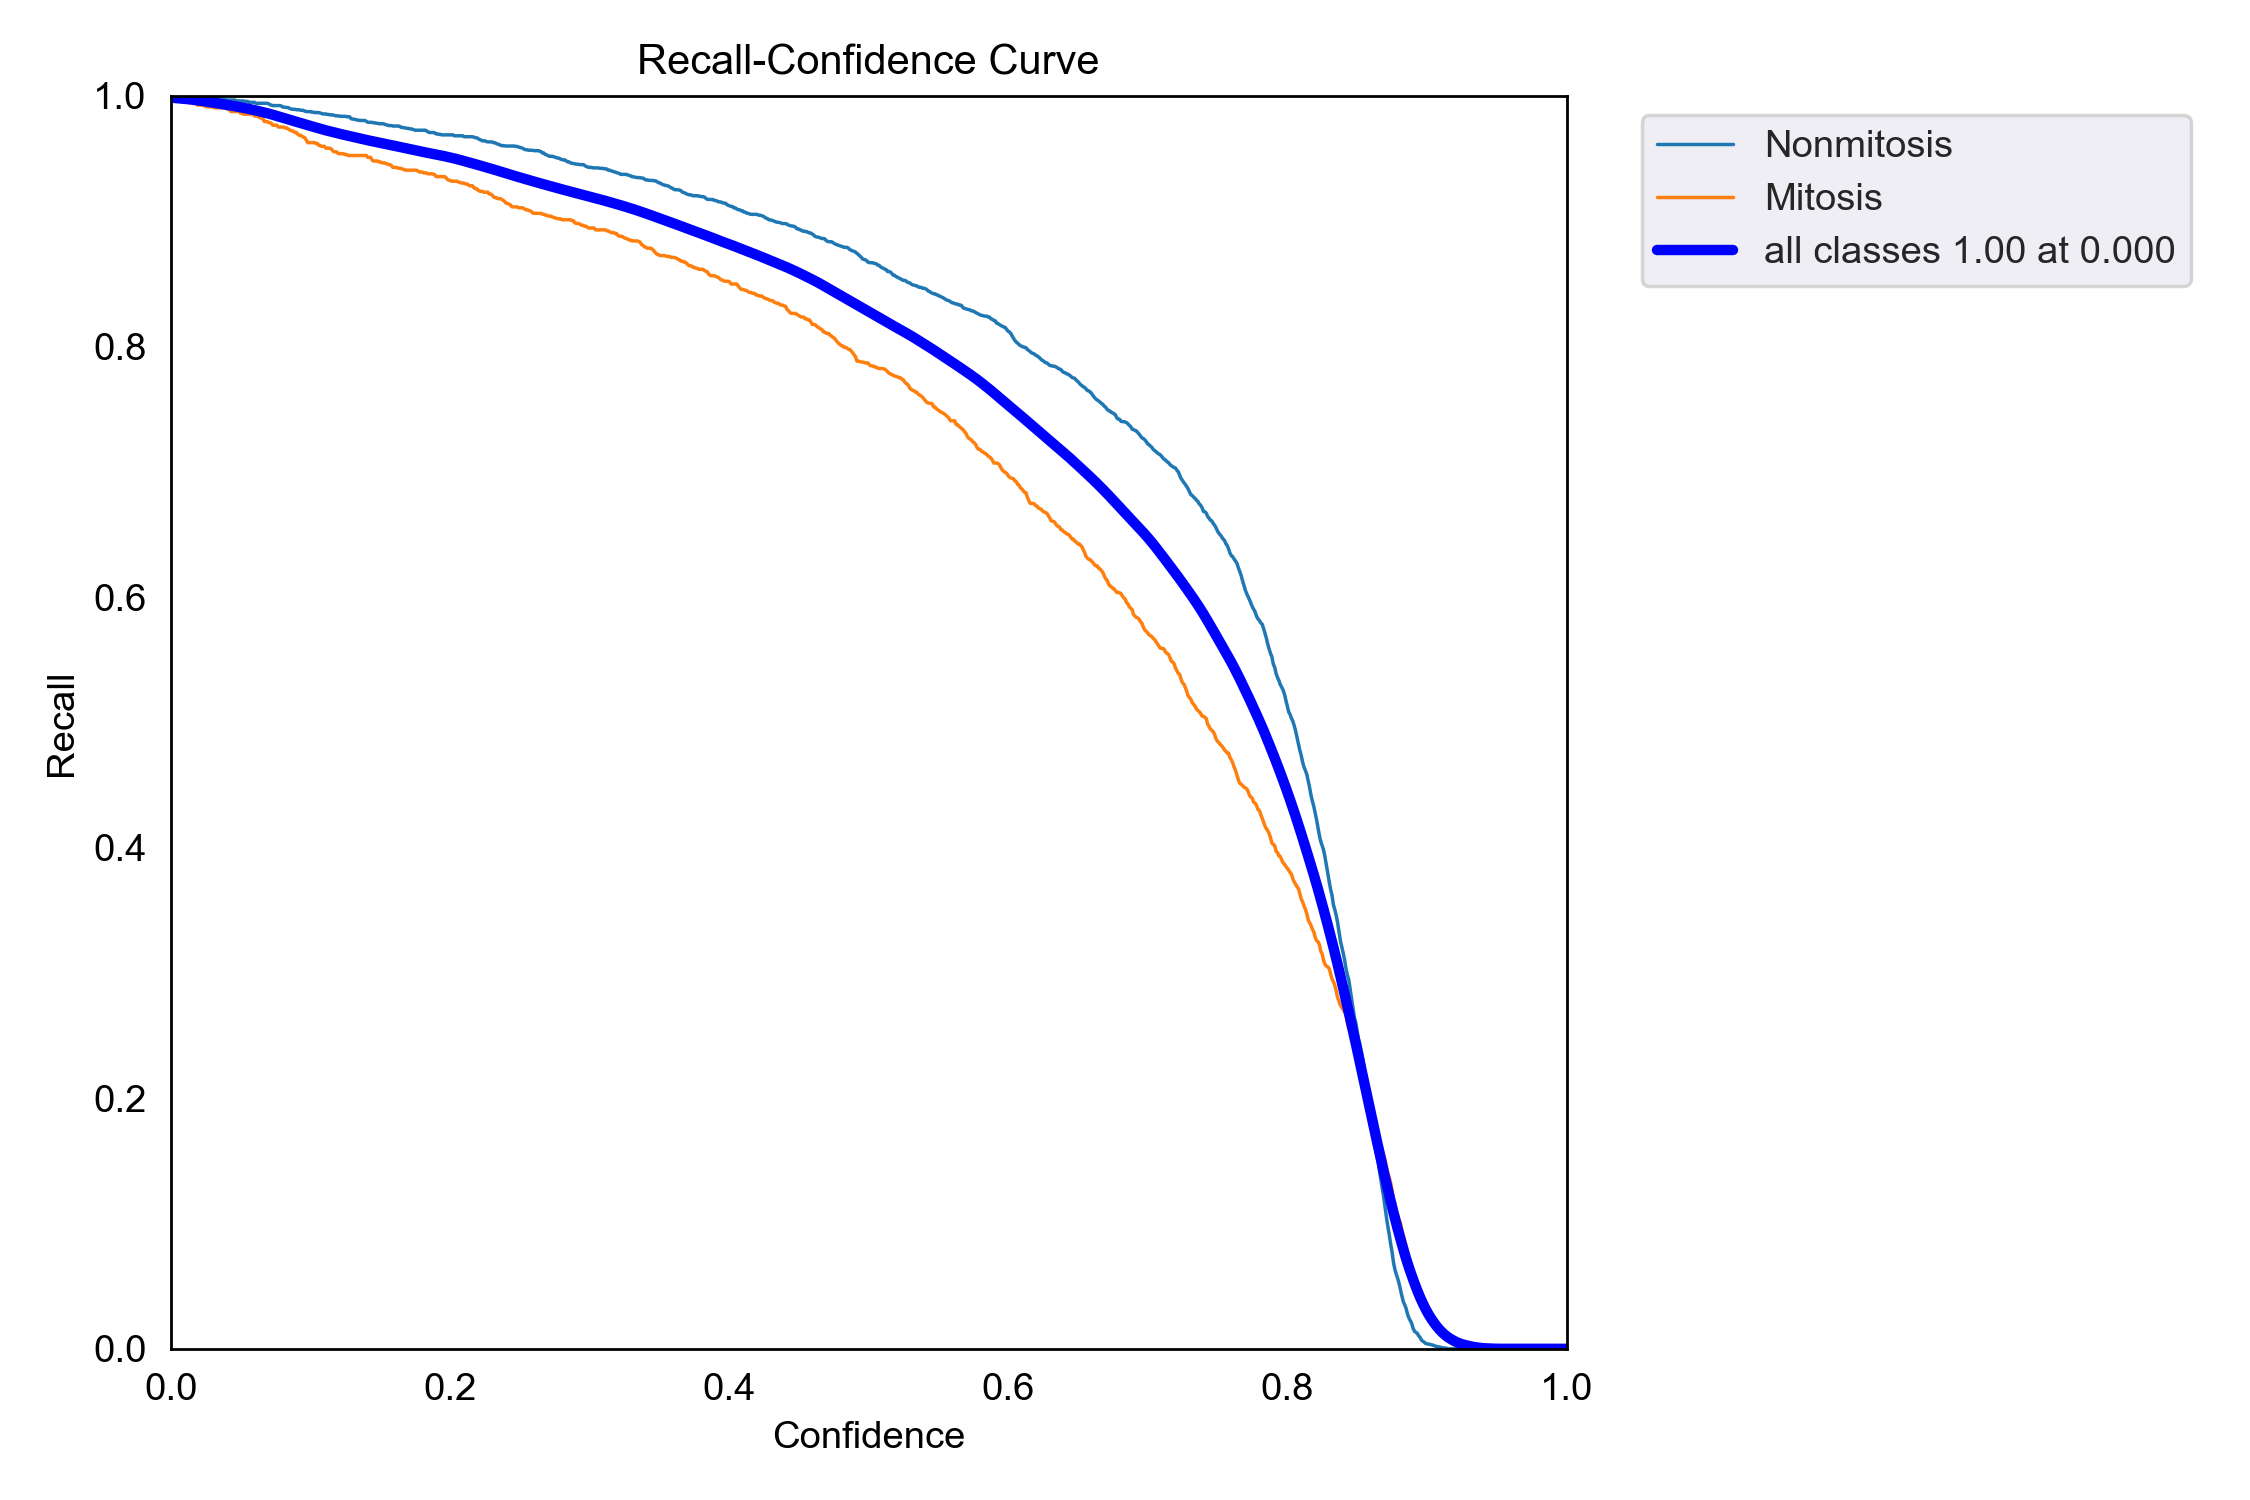 Recall-Confidence Curve
1.0
0.8
0.6
0.4
0.2
0.0
Recall
0.0 0.2 0.4 0.6 0.8 1.0
Confidence
Nonmitosis
Mitosis
all classes 1.00 at 0.000